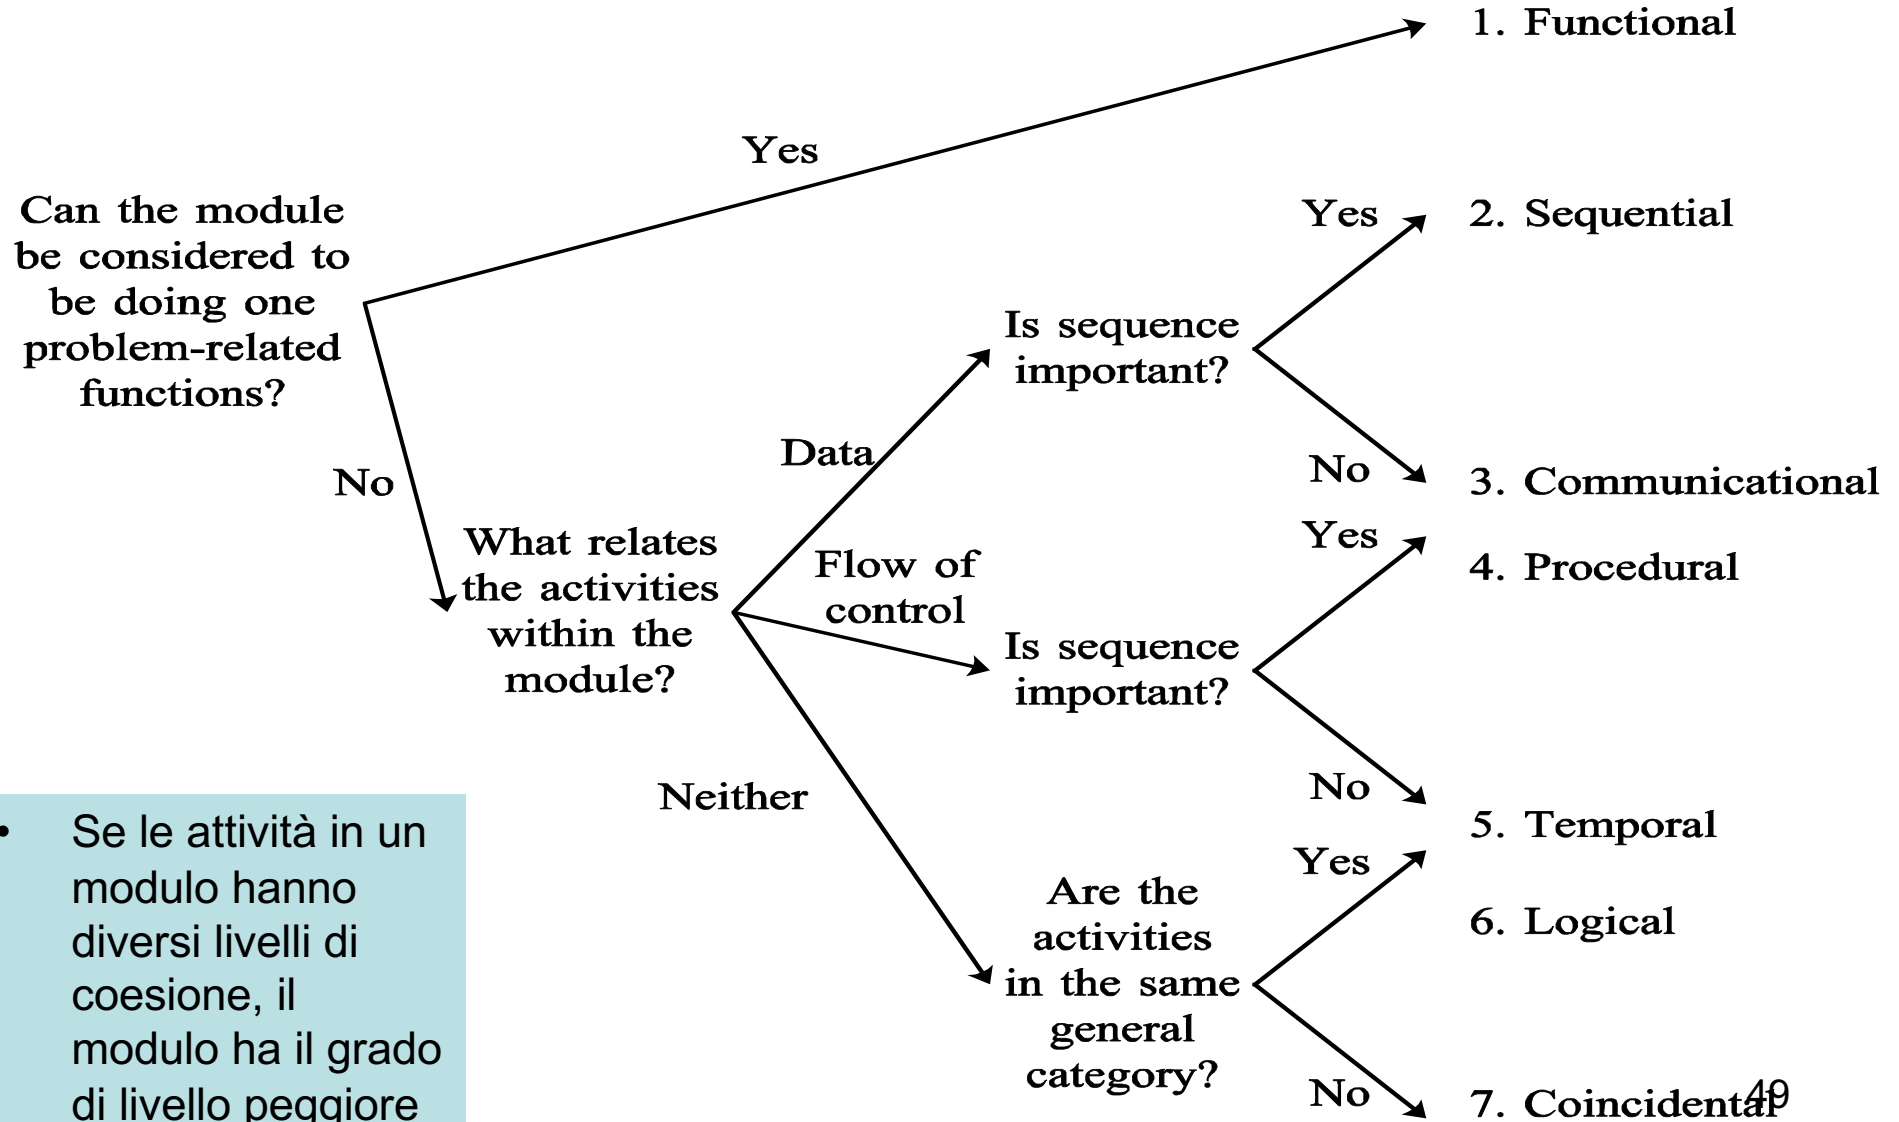 1. Functional
Yes
Can the module
be considered to
be doing one
problem-related
functions?
Yes
2. Sequential
Is sequence
important?
Data
No
No
3. Communicational
What relates
the activities
within the
module?
Flow of
control
Yes
4. Procedural
Is sequence
important?
Neither
No
5. Temporal
Yes
Are the
activities
in the same
general
category?
6. Logical
No
7. Coincidental
• Se le attività in un
modulo hanno
diversi livelli di
coesione, il
modulo ha il grado
di livello peggiore
49